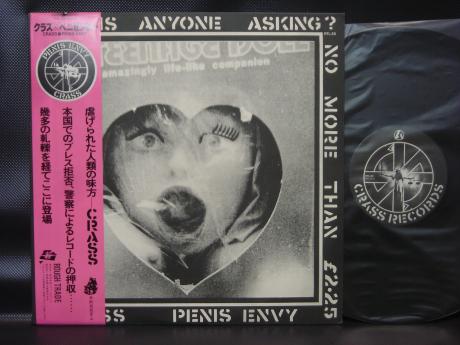 クラス★ペニスエンヴィ
PENIS ENVY
CRASS
虐げられた人類の味方
本国でのプレス拒否、警察によるレコードの押収……
幾多の軋轢を経てここに登場
CRASS
ROUGH TRADE
IS ANYONE ASKING?
NO MORE THAN £2.25
amazingly life-like companion
SS PENIS ENVY
CRASS RECORDS